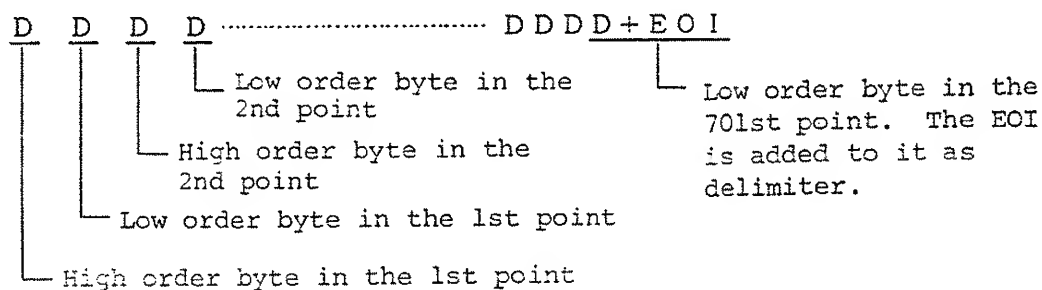 D D D D ........................ D D D D + E O I
Low order byte in the
2nd point
Low order byte in the
701st point. The EOI
is added to it as
delimiter.
High order byte in the
2nd point
Low order byte in the 1st point
High order byte in the 1st point